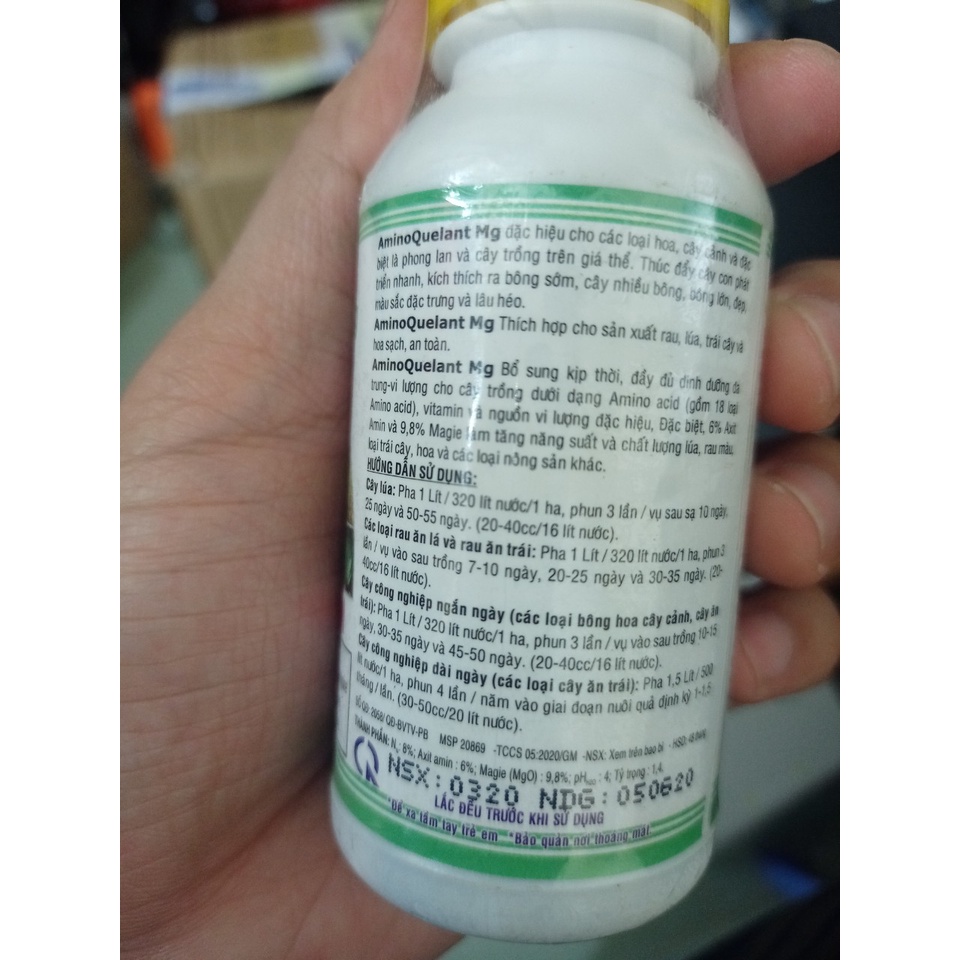 AminoQuelant Mg đặc hiệu cho các loại hoa, cây cảnh và đặc
biệt là phong lan và cây trồng trên giá thể. Thúc đẩy cây con phát
triển nhanh, kích thích ra bông sớm, cây nhiều bông, bông lớn, đẹp,
màu sắc đặc trưng và lâu héo.
AminoQuelant Mg Thích hợp cho sản xuất rau, lúa, trái cây và
hoa sạch, an toàn.
AminoQuelant Mg Bổ sung kịp thời, đầy đủ dinh dưỡng đa
trung-vi lượng cho cây trồng dưới dạng Amino acid (gồm 18 loại
Amino acid), vitamin và nguồn vi lượng đặc hiệu, Đặc biệt, 6% Axit
Amin và 9,8% Magie làm tăng năng suất và chất lượng lúa, rau màu,
loại trái cây, hoa và các loại nông sản khác.
HƯỚNG DẪN SỬ DỤNG:
Cây lúa: Pha 1 Lít / 320 lít nước/1 ha, phun 3 lần / vụ sau sạ 10 ngày,
25 ngày và 50-55 ngày. (20-40cc/16 lít nước).
Các loại rau ăn lá và rau ăn trái: Pha 1 Lít / 320 lít nước/1 ha, phun 3
lần / vụ vào sau trồng 7-10 ngày, 20-25 ngày và 30-35 ngày. (20-
40cc/16 lít nước).
Cây công nghiệp ngắn ngày (các loại bông hoa cây cảnh, cây ăn
trái): Pha 1 Lít / 320 lít nước/1 ha, phun 3 lần / vụ vào sau trồng 10-15
ngày, 30-35 ngày và 45-50 ngày. (20-40cc/16 lít nước).
Cây công nghiệp dài ngày (các loại cây ăn trái): Pha 1,5 Lít / 500
lít nước/1 ha, phun 4 lần / năm vào giai đoạn nuôi quả định kỳ 1-1,5
tháng / lần. (30-50cc/20 lít nước).
Số QĐ: 2058/ QĐ-BVTV-PB MSP 20869 -TCCS 05:2020/GM -NSX: Xem trên bao bì - HSD:
THÀNH PHẦN: N: 8%; Axit amin : 6%; Magie (MgO) : 9,8%; : 4; Tỷ trọng : 1,4.
NSX: 0320 NDG: 050620
LẮC ĐỀU TRƯỚC KHI SỬ DỤNG
*Để xa tầm tay trẻ em *Bảo quản nơi thoáng mát.